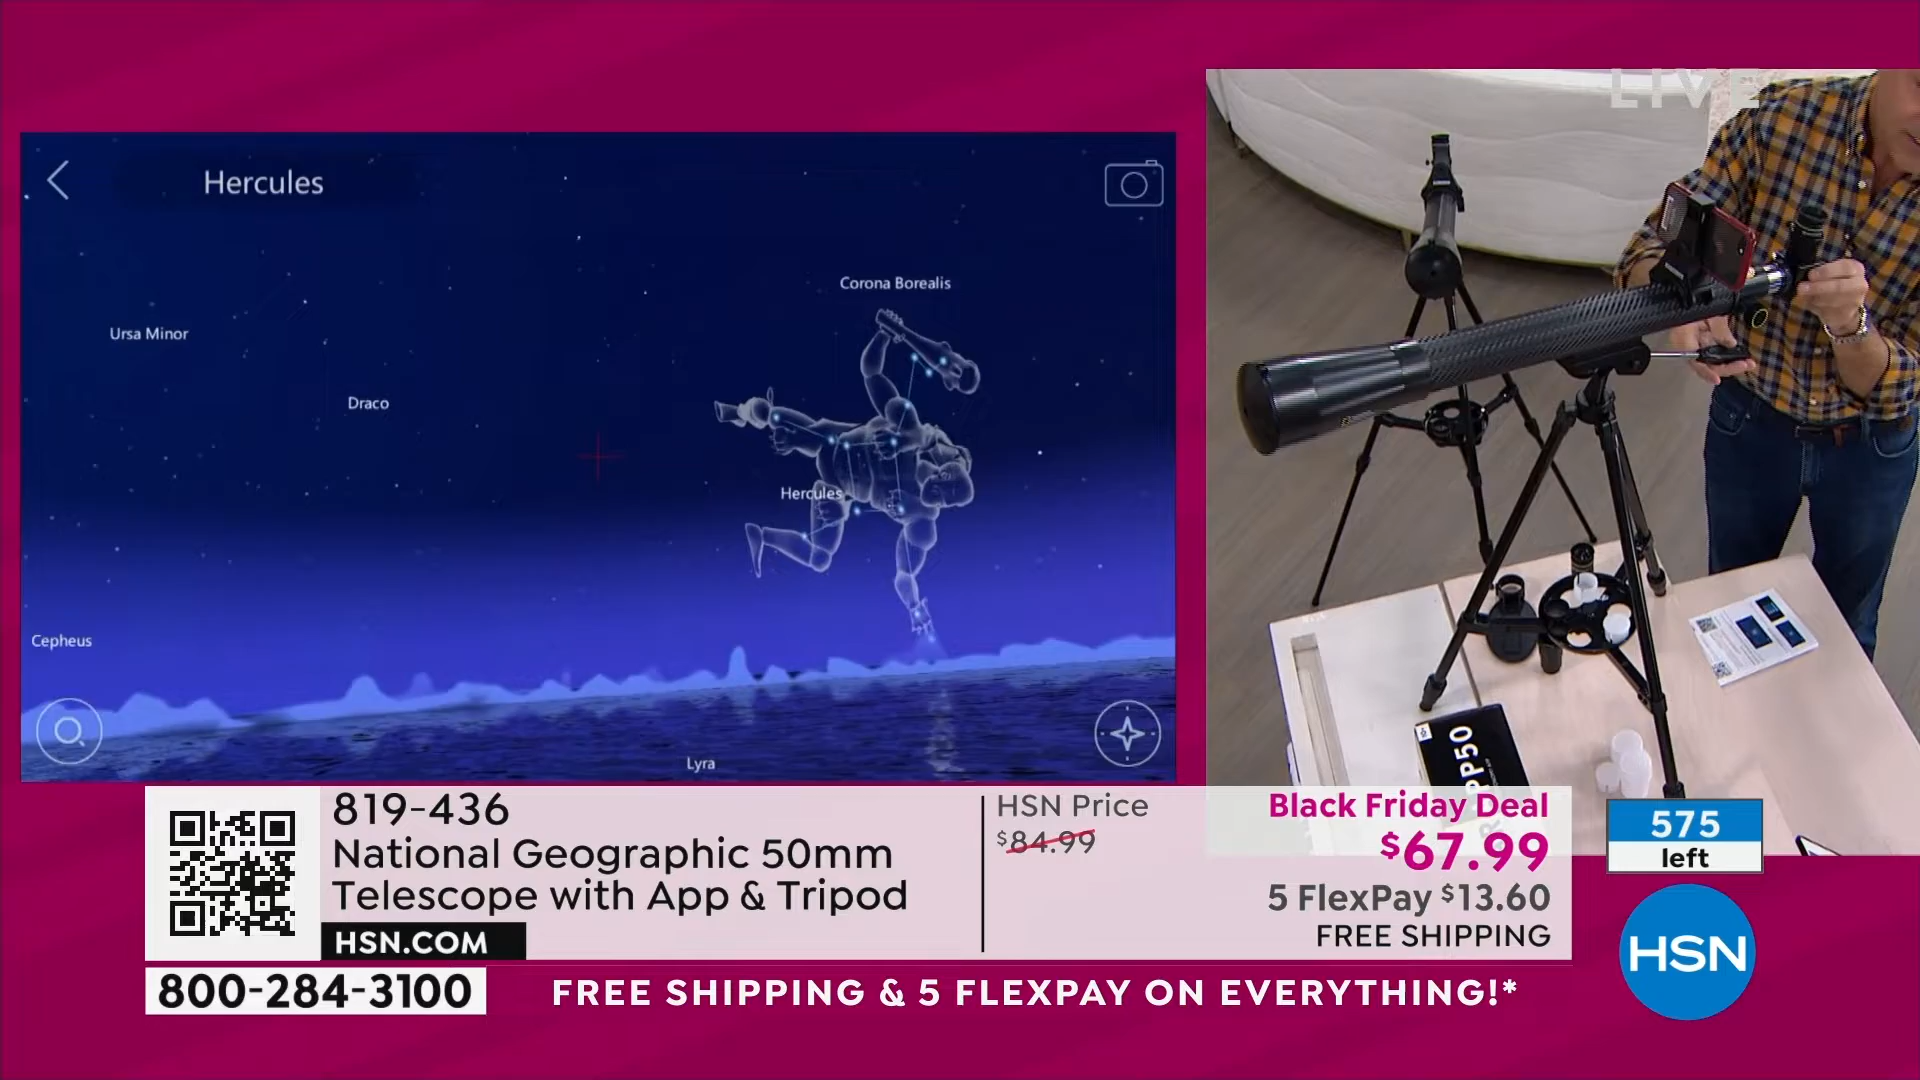 LIVE
Hercules
Corona Borealis
Ursa Minor
Draco
Hercules
Cepheus
Lyra
819-436
National Geographic 50mm
Telescope with App & Tripod
HSN.COM
HSN Price
$84.99
Black Friday Deal
$67.99
5 FlexPay $13.60
FREE SHIPPING
575
left
HSN
800-284-3100
FREE SHIPPING & 5 FLEXPAY ON EVERYTHING!*